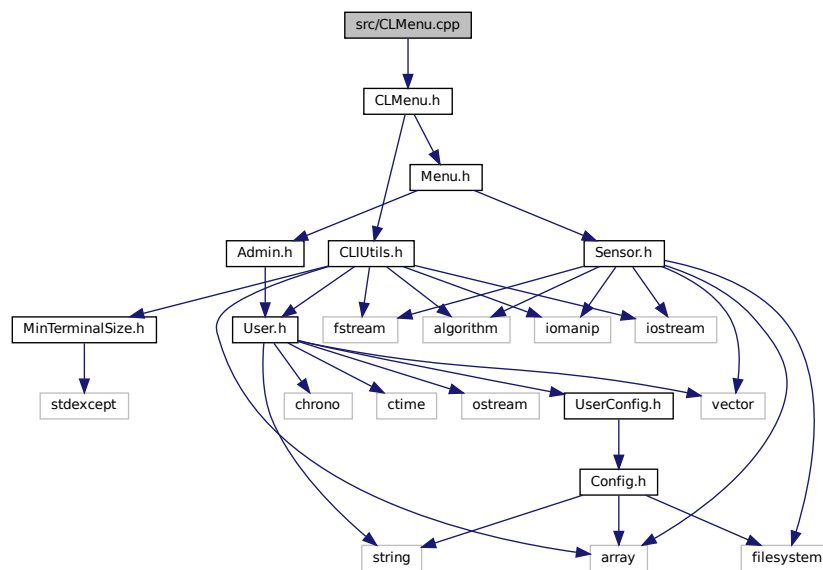 src/CLMenu.cpp
CLMenu.h
Menu.h
Admin.h
CLIUtils.h
Sensor.h
MinTerminalSize.h
User.h
fstream
algorithm
iomanip
iostream
stdexcept
chrono
ctime
ostream
UserConfig.h
vector
Config.h
string
array
filesystem